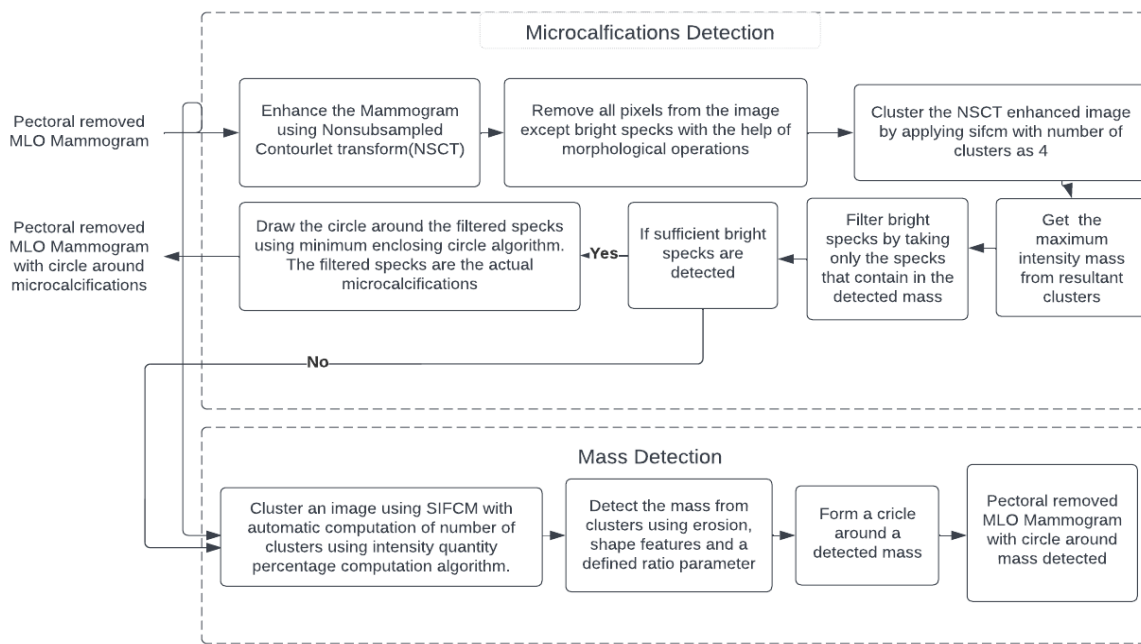 Microcalfications Detection
Pectoral removed
MLO Mammogram
Enhance the Mammogram
using Nonsubsampled
Contourlet transform(NSCT)
Remove all pixels from the image
except bright specks with the help of
morphological operations
Cluster the NSCT enhanced image
by applying sifcm with number of
clusters as 4
Get the
maximum
intensity mass
from resultant
clusters
Filter bright
specks by taking
only the specks
that contain in the
detected mass
If sufficient bright
specks are
detected
Yes
Draw the circle around the filtered specks
using minimum enclosing circle algorithm.
The filtered specks are the actual
microcalcifications
Pectoral removed
MLO Mammogram
with circle around
microcalcifications
No
Mass Detection
Cluster an image using SIFCM with
automatic computation of number of
clusters using intensity quantity
percentage computation algorithm.
Detect the mass from
clusters using erosion,
shape features and a
defined ratio parameter
Form a cricle
around a
detected mass
Pectoral removed
MLO Mammogram
with circle around
mass detected